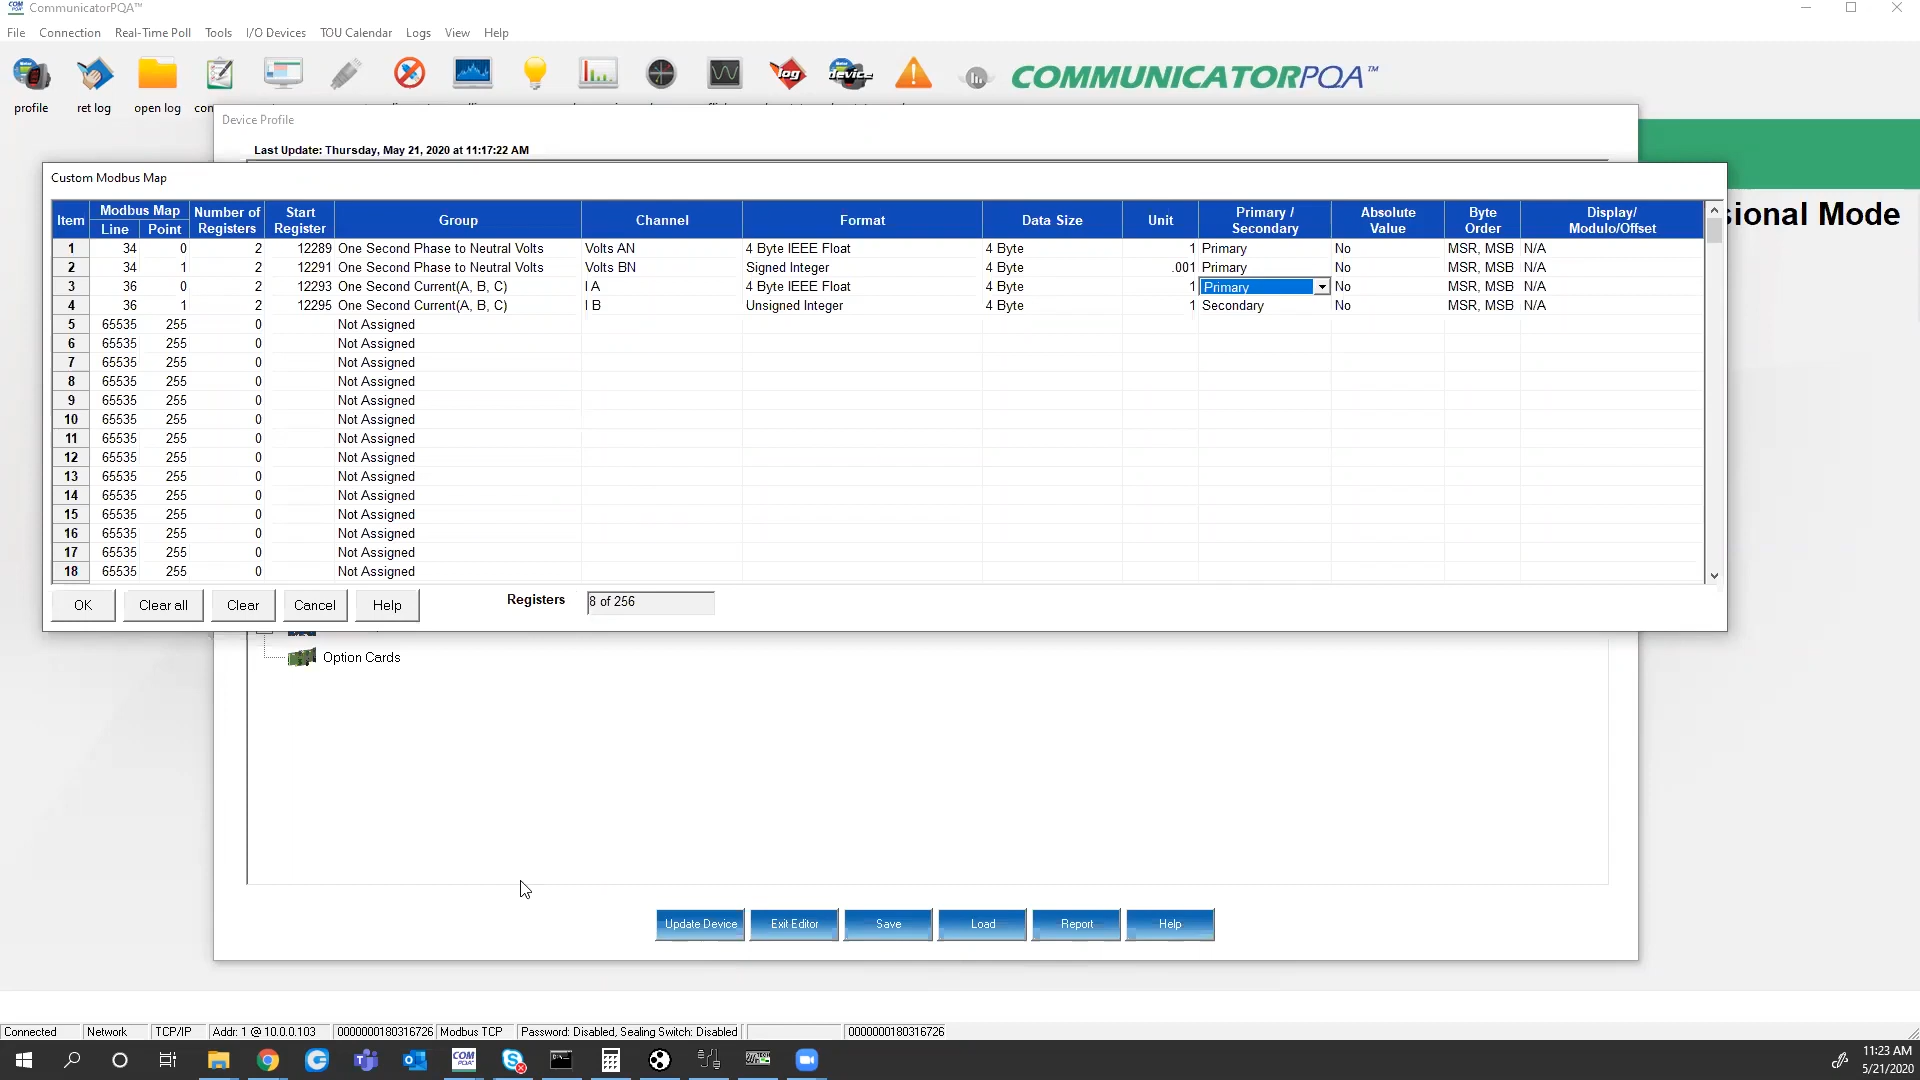 CommunicatorPQA™
File Connection Real-Time Poll Tools I/O Devices TOU Calendar Logs View Help
COMMUNICATORPQA™
profile ret log open log
Device Profile
Last Update: Thursday, May 21, 2020 at 11:17:22 AM
sional Mode
Custom Modbus Map
Item Modbus Map Line Point Number of Registers Start Register Group Channel Format Data Size Unit Primary / Secondary Absolute Value Byte Order Display/ Modulo/Offset
1 34 0 2 12289 One Second Phase to Neutral Volts Volts AN 4 Byte IEEE Float 4 Byte 1 Primary No MSR, MSB N/A
2 34 1 2 12291 One Second Phase to Neutral Volts Volts BN Signed Integer 4 Byte .001 Primary No MSR, MSB N/A
3 36 0 2 12293 One Second Current(A, B, C) I A 4 Byte IEEE Float 4 Byte 1 Primary No MSR, MSB N/A
4 36 1 2 12295 One Second Current(A, B, C) I B Unsigned Integer 4 Byte 1 Secondary No MSR, MSB N/A
5 65535 255 0 Not Assigned
6 65535 255 0 Not Assigned
7 65535 255 0 Not Assigned
8 65535 255 0 Not Assigned
9 65535 255 0 Not Assigned
10 65535 255 0 Not Assigned
11 65535 255 0 Not Assigned
12 65535 255 0 Not Assigned
13 65535 255 0 Not Assigned
14 65535 255 0 Not Assigned
15 65535 255 0 Not Assigned
16 65535 255 0 Not Assigned
17 65535 255 0 Not Assigned
18 65535 255 0 Not Assigned
OK Clear all Clear Cancel Help Registers 8 of 256
Option Cards
Update Device Exit Editor Save Load Report Help
Connected Network TCP/IP Addr: 1 @ 10.0.0.103 0000000180316726 Modbus TCP Password: Disabled, Sealing Switch: Disabled 0000000180316726
11:23 AM
5/21/2020